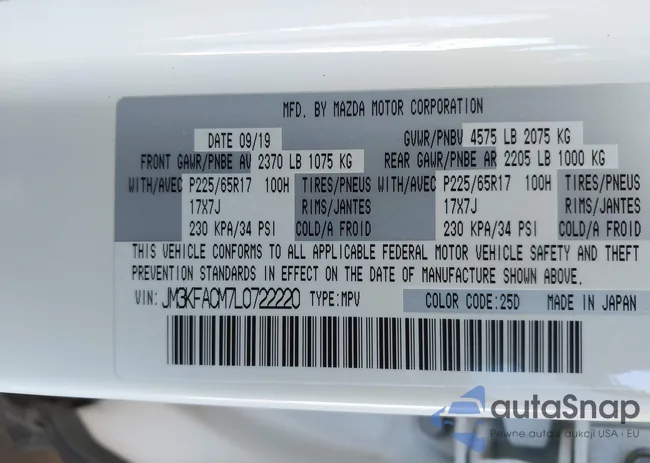 MFD. BY MAZDA MOTOR CORPORATION
DATE 09/19 GVWR/PNBV 4575 LB 2075 KG
FRONT GAWR/PNBE AV 2370 LB 1075 KG REAR GAWR/PNBE AR 2205 LB 1000 KG
WITH/AVEC P225/65R17 100H TIRES/PNEUS WITH/AVEC P225/65R17 100H TIRES/PNEUS
17X7J RIMS/JANTES 17X7J RIMS/JANTES
230 KPA/34 PSI COLD/A FROID 230 KPA/34 PSI COLD/A FROID
THIS VEHICLE CONFORMS TO ALL APPLICABLE FEDERAL MOTOR VEHICLE SAFETY AND THEFT
PREVENTION STANDARDS IN EFFECT ON THE DATE OF MANUFACTURE SHOWN ABOVE.
VIN: JM3KFACM7L0722220 TYPE:MPV COLOR CODE:25D MADE IN JAPAN
autaSnap
Pewne auta z aukcji USA i EU